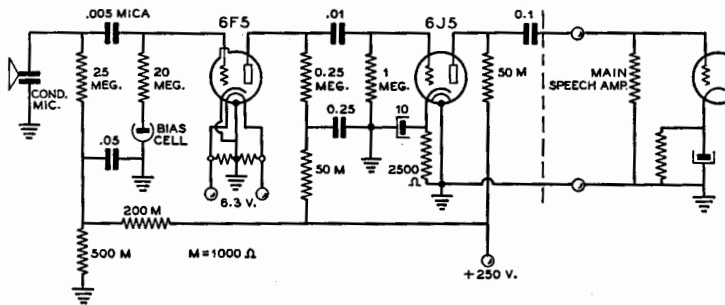 .005 MICA
6F5
.01
6J5
0.1
COND.
MIC.
25
MEG.
20
MEG.
BIAS
CELL
.05
0.25
MEG.
1
MEG.
0.25
10
50 M
2500
Ω
50 M
MAIN
SPEECH AMP.
6.3 V.
200 M
500 M
M=1000 Ω
+250 V.